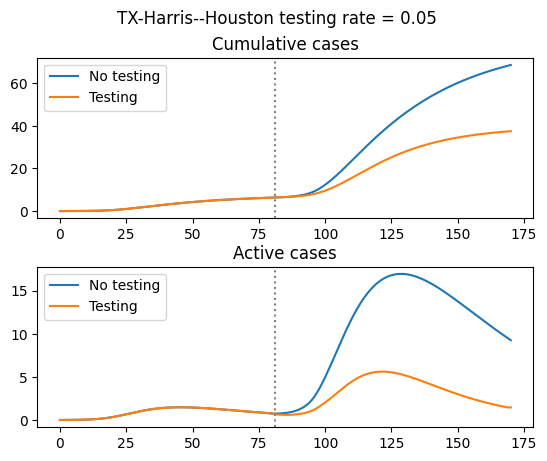 TX-Harris--Houston testing rate = 0.05
Cumulative cases
60
40
20
0
No testing
Testing
0 25 50 75 100 125 150 175
Active cases
15
10
5
0
No testing
Testing
0 25 50 75 100 125 150 175